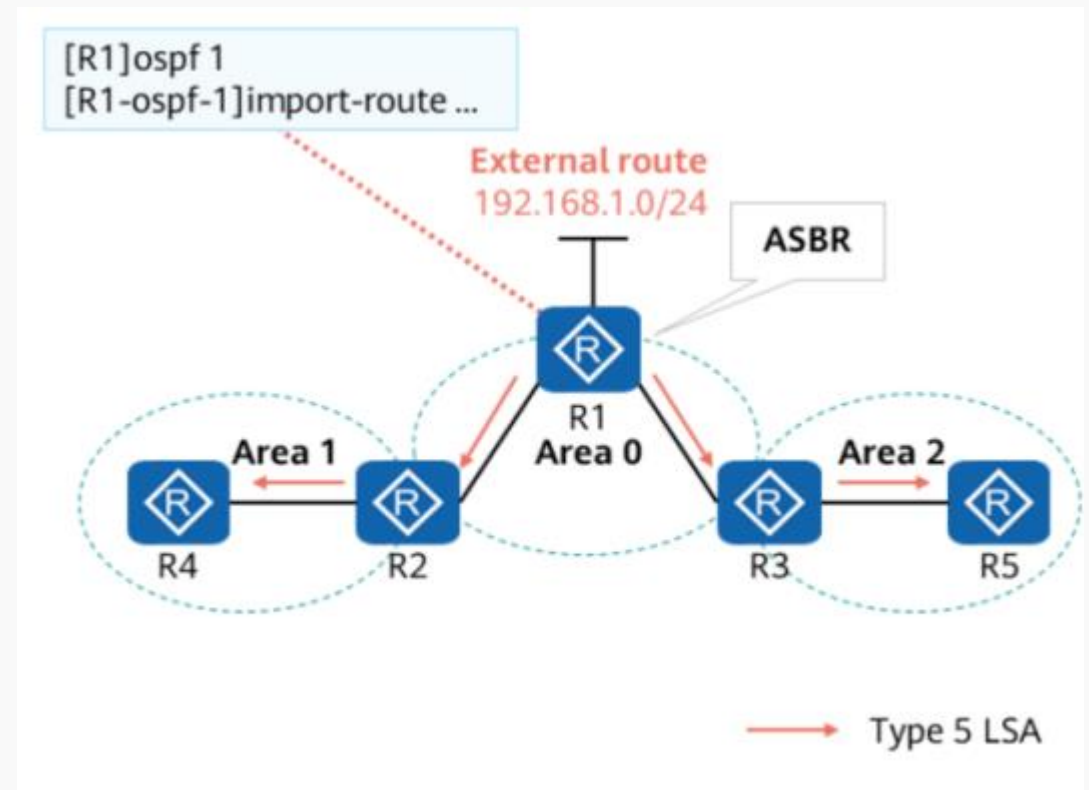 [R1]ospf 1
[R1-ospf-1]import-route ...
External route
192.168.1.0/24
ASBR
R
R1
Area 1
Area 0
Area 2
R
R
R
R
R4
R2
R3
R5
Type 5 LSA